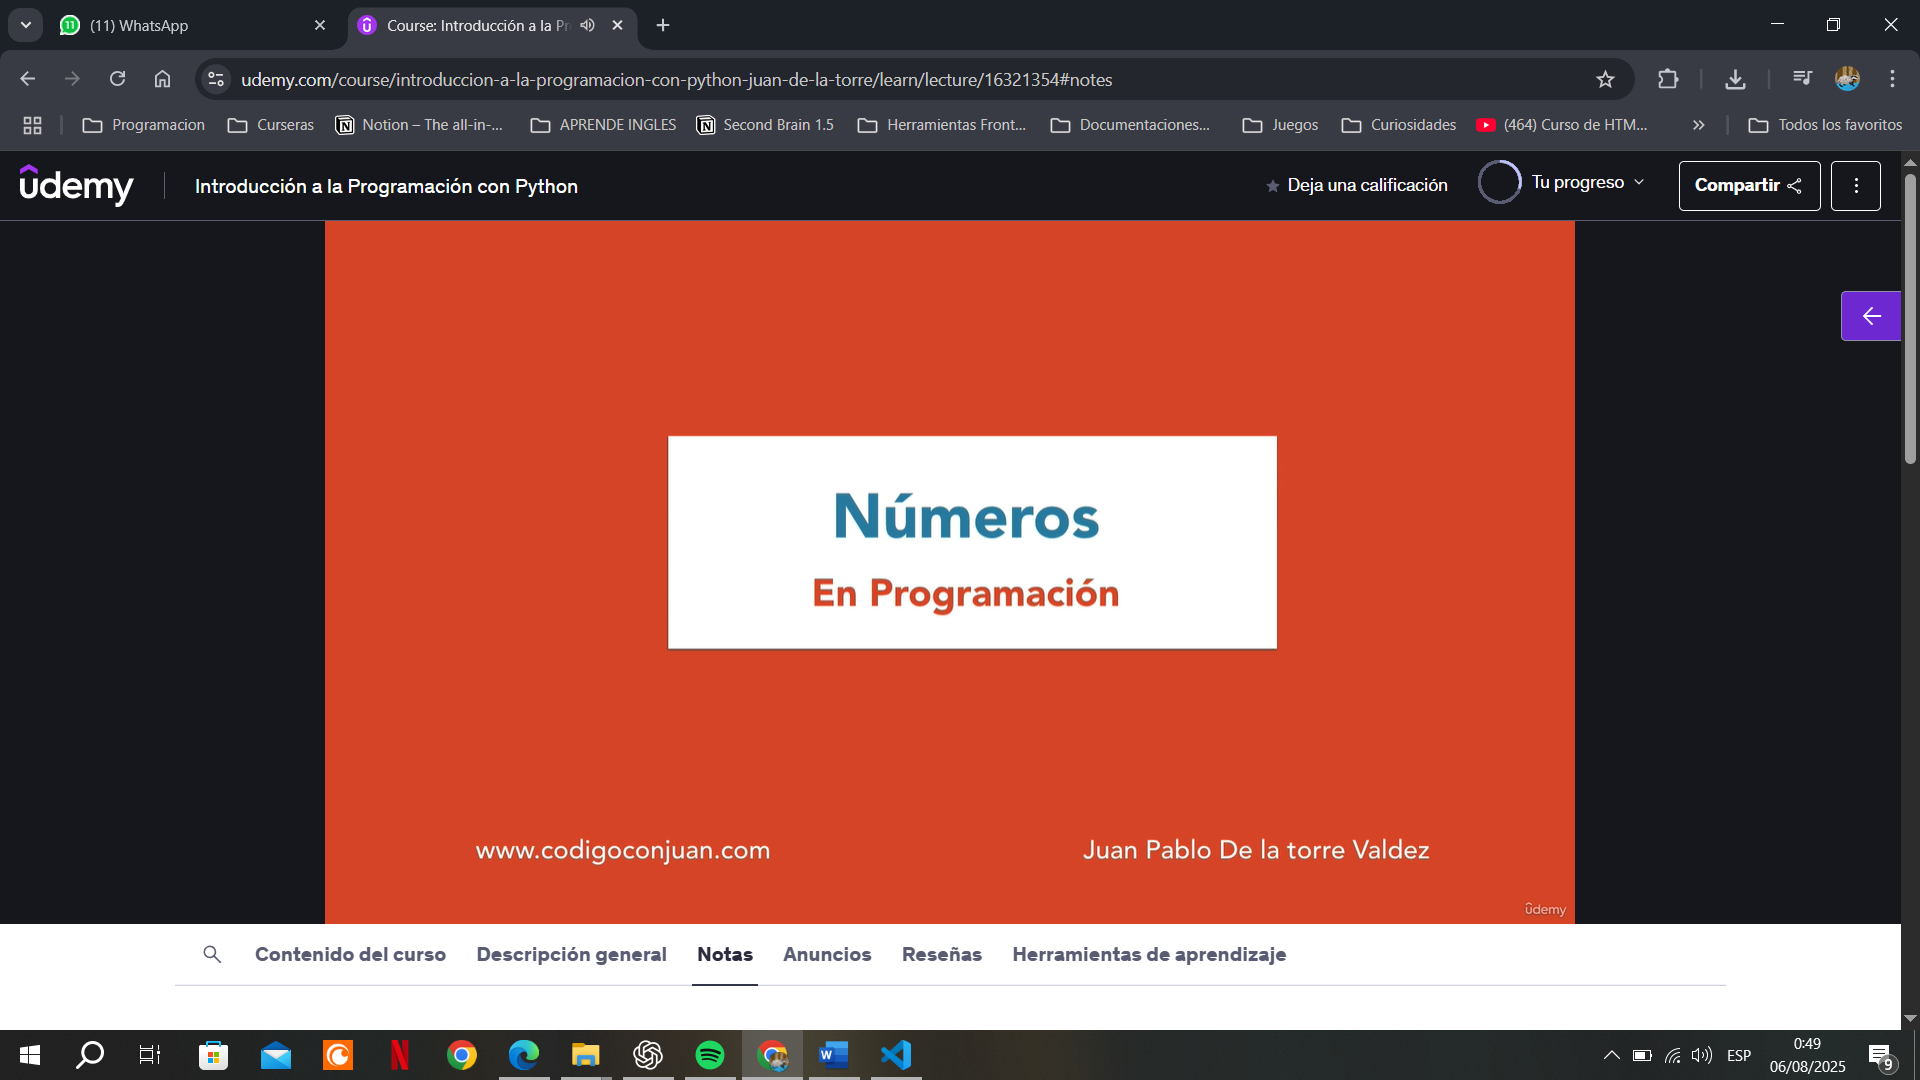 (11) WhatsApp
Course: Introducción a la Pr
udemy.com/course/introduccion-a-la-programacion-con-python-juan-de-la-torre/learn/lecture/16321354#notes
Programacion
Curseras
Notion – The all-in-...
APRENDE INGLES
Second Brain 1.5
Herramientas Front...
Documentaciones...
Juegos
Curiosidades
(464) Curso de HTM...
Todos los favoritos
udemy
Introducción a la Programación con Python
Deja una calificación
Tu progreso
Compartir
Números
En Programación
www.codigoconjuan.com
Juan Pablo De la torre Valdez
udemy
Contenido del curso
Descripción general
Notas
Anuncios
Reseñas
Herramientas de aprendizaje
ESP
0:49
06/08/2025
9